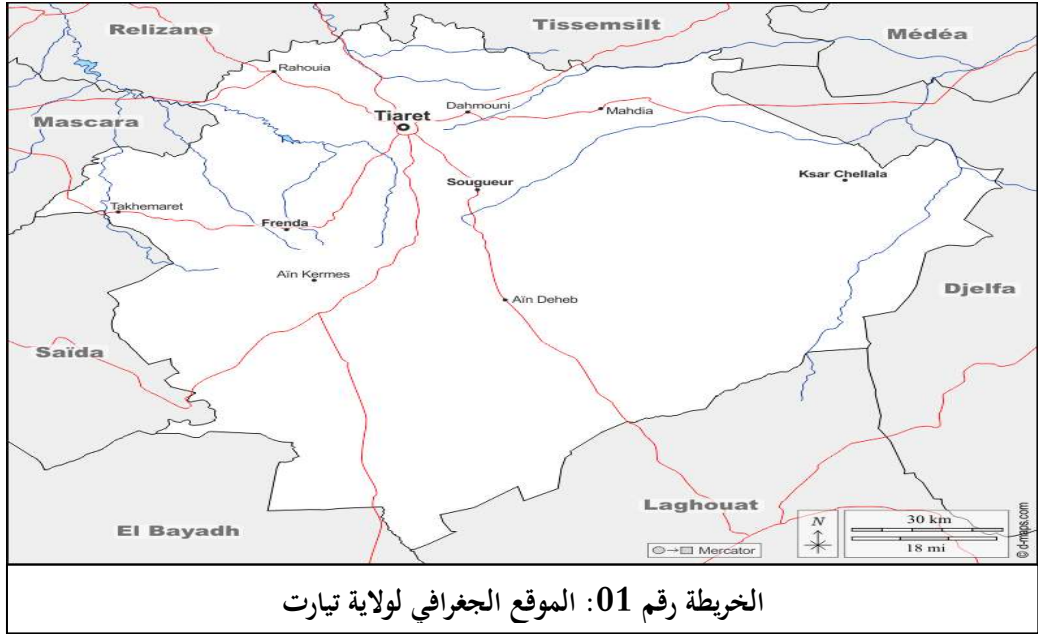 Relizane
Tissemsilt
Médéa
Rahouia
Dahmouni
Mahdia
Tiaret
Mascara
Ksar Chellala
Sougueur
Takhemaret
Frenda
Aïn Kermes
Djelfa
Aïn Deheb
Saïda
Laghouat
El Bayadh
N
30 km
18 mi
Mercator
© d-maps.com
الخريطة رقم 01: الموقع الجغرافي لولاية تيارت